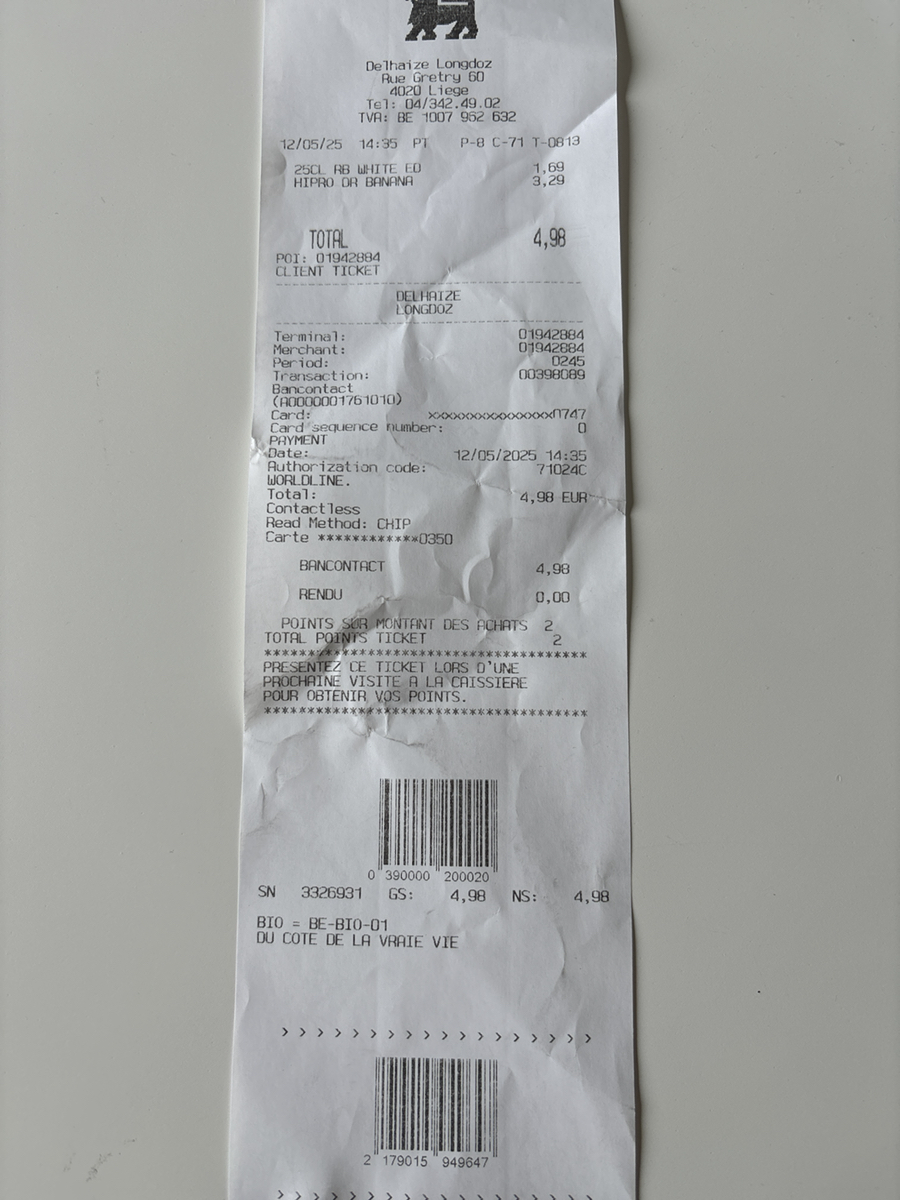 Delhaize Longdoz
Rue Gretry 60
4020 Liege
Tel: 04/342.49.02
TVA: BE 1007 962 632
12/05/25 14:35 PT P-8 C-71 T-0813
25CL RB WHITE ED 1,69
HIPRO DR BANANA 3,29
TOTAL 4,98
POI: 01942884
CLIENT TICKET
DELHAIZE
LONGDOZ
Terminal: 01942884
Merchant: 01942884
Period: 0245
Transaction: 00398089
Bancontact
(A0000001761010)
Card: xxxxxxxxxxxxxxxx0747
Card sequence number: 0
PAYMENT
Date: 12/05/2025 14:35
Authorization code: 71024C
WORLDLINE.
Total: 4,98 EUR
Contactless
Read Method: CHIP
Carte ************0350
BANCONTACT 4,98
RENDU 0,00
POINTS SUR MONTANT DES ACHATS 2
TOTAL POINTS TICKET 2
****************************************
PRESENTEZ CE TICKET LORS D'UNE
PROCHAINE VISITE A LA CAISSIERE
POUR OBTENIR VOS POINTS.
****************************************
0 390000 200020
SN 3326931 GS: 4,98 NS: 4,98
BIO = BE-BIO-01
DU COTE DE LA VRAIE VIE
> > > > > > > > > > > > > > > > > >
2 179015 949647
> > > > > > > > > > > > > > > > > >